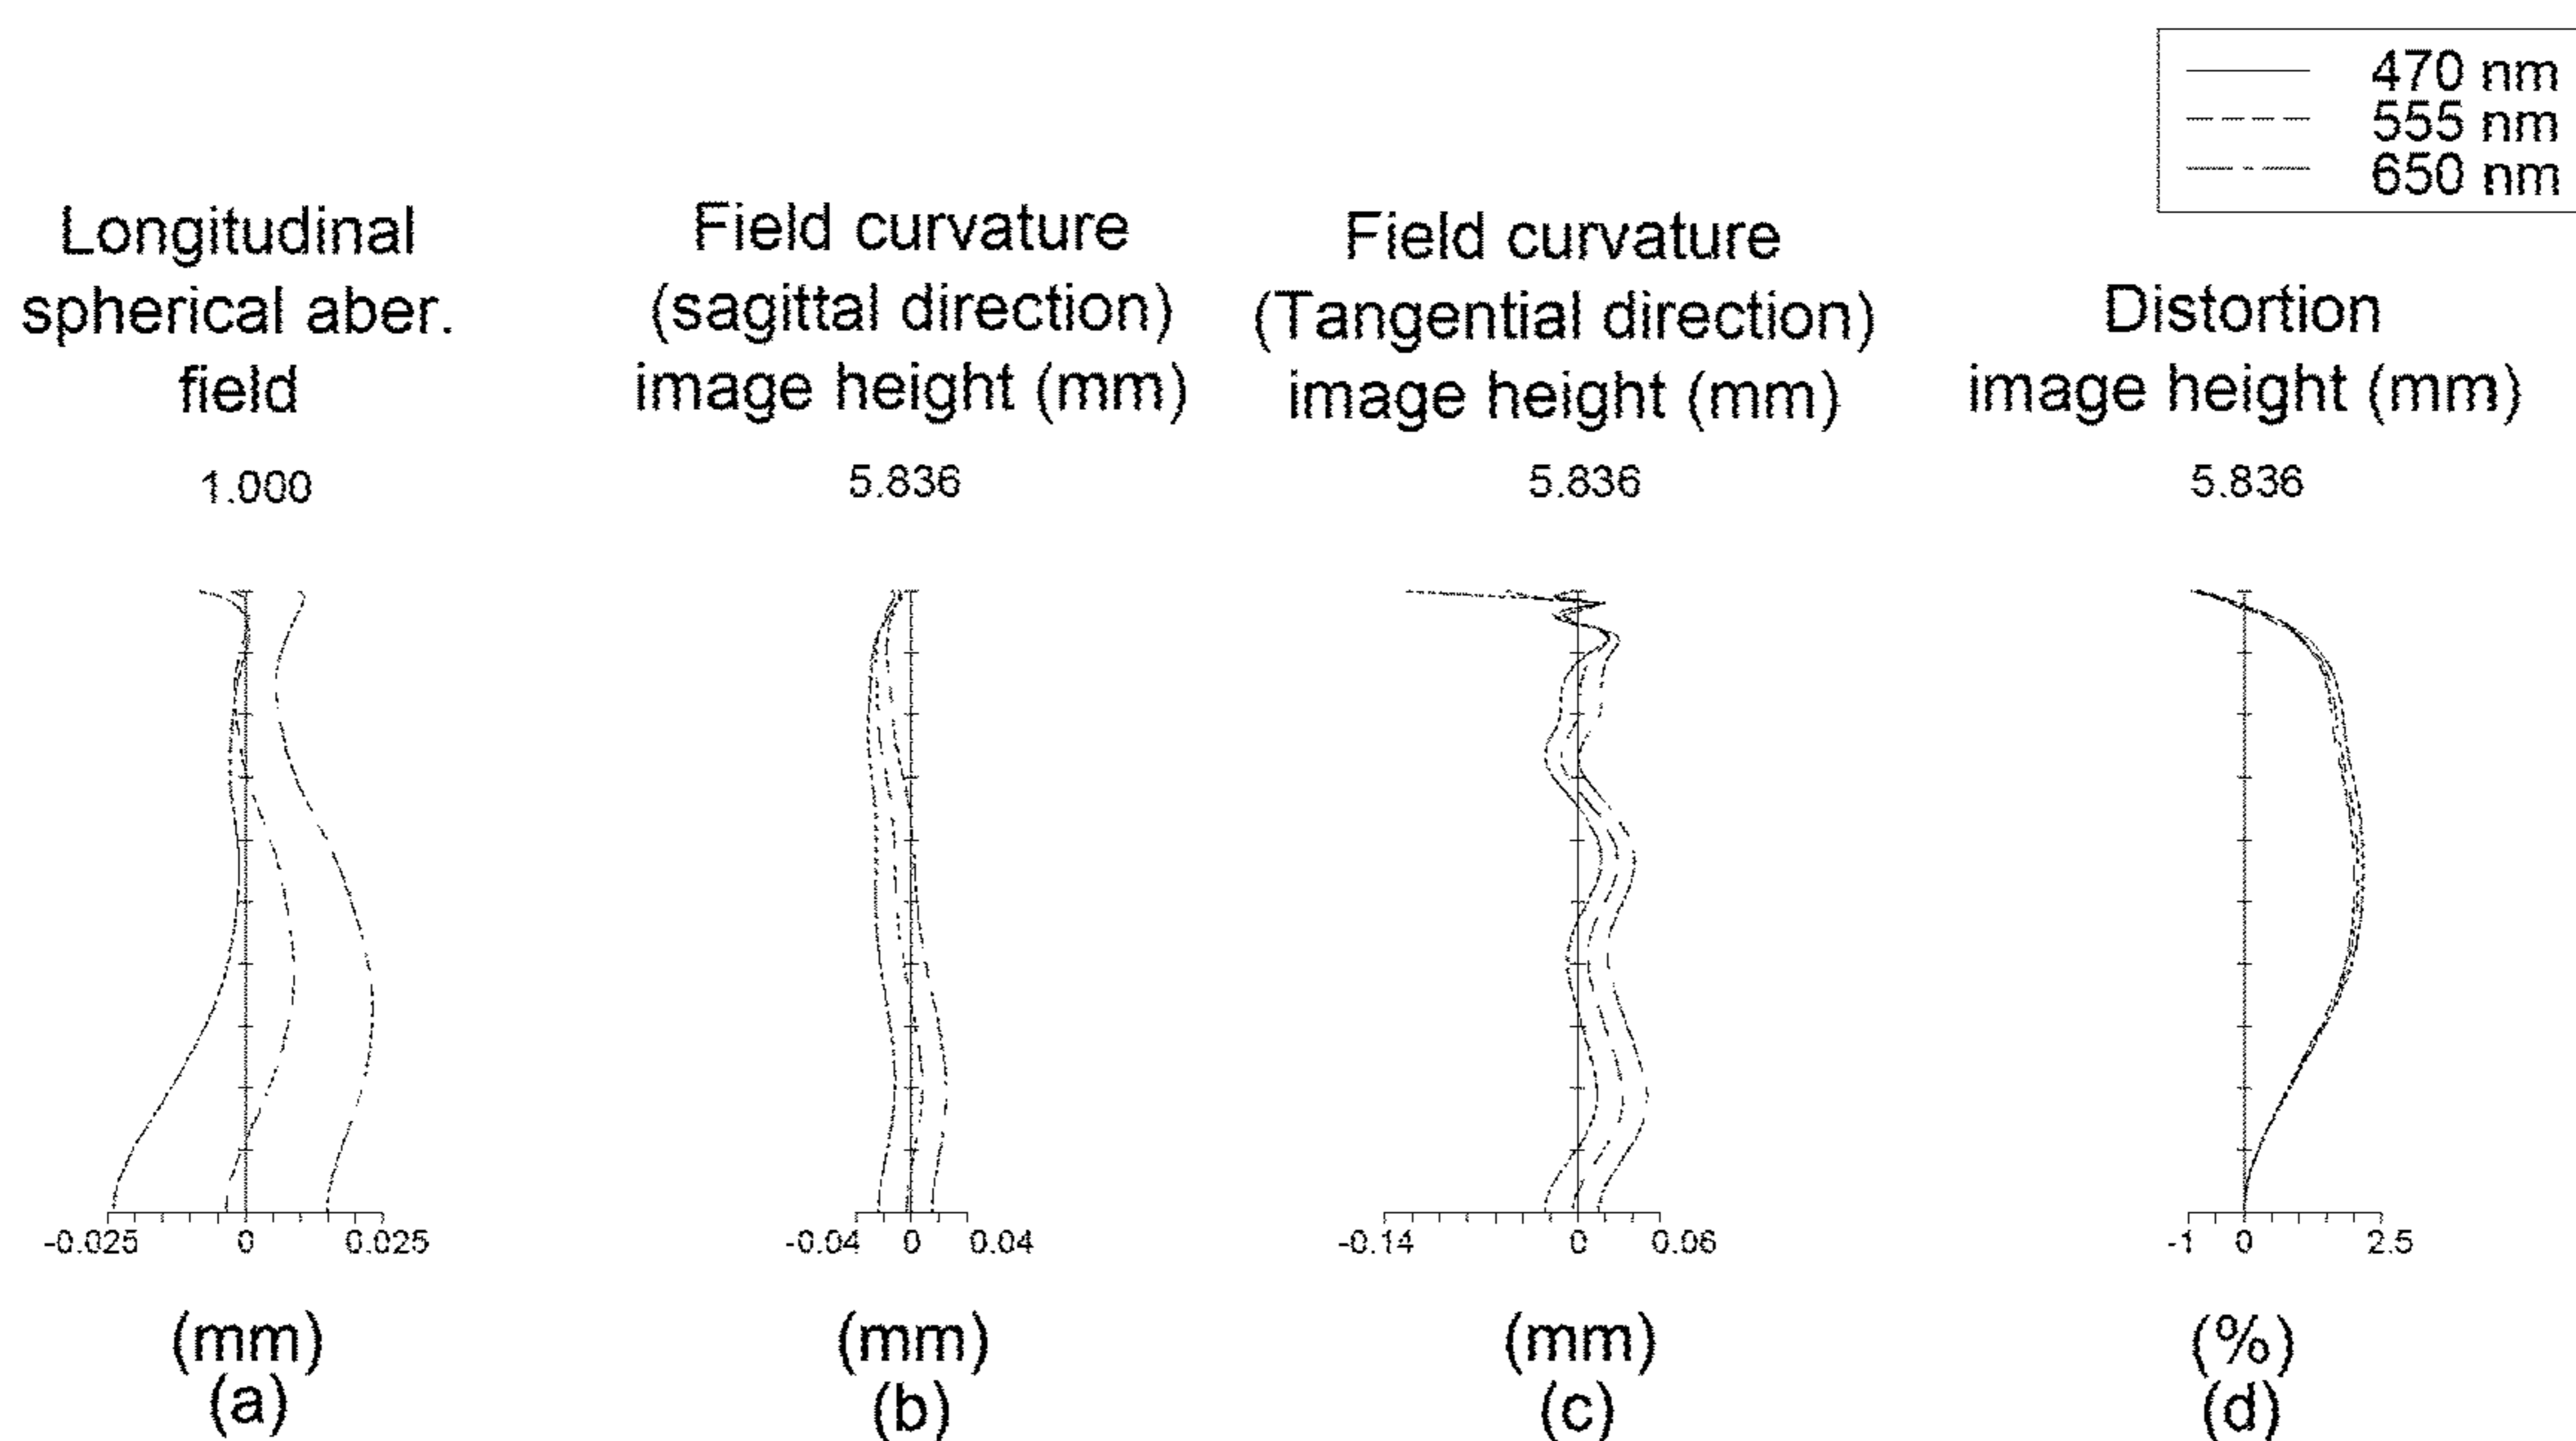 470 nm
555 nm
650 nm
Longitudinal
spherical aber.
field
1.000
-0.025 0 0.025
(mm)
(a)
Field curvature
(sagittal direction)
image height (mm)
5.836
-0.04 0 0.04
(mm)
(b)
Field curvature
(Tangential direction)
image height (mm)
5.836
-0.14 0 0.06
(mm)
(c)
Distortion
image height (mm)
5.836
-1 0 2.5
(%)
(d)